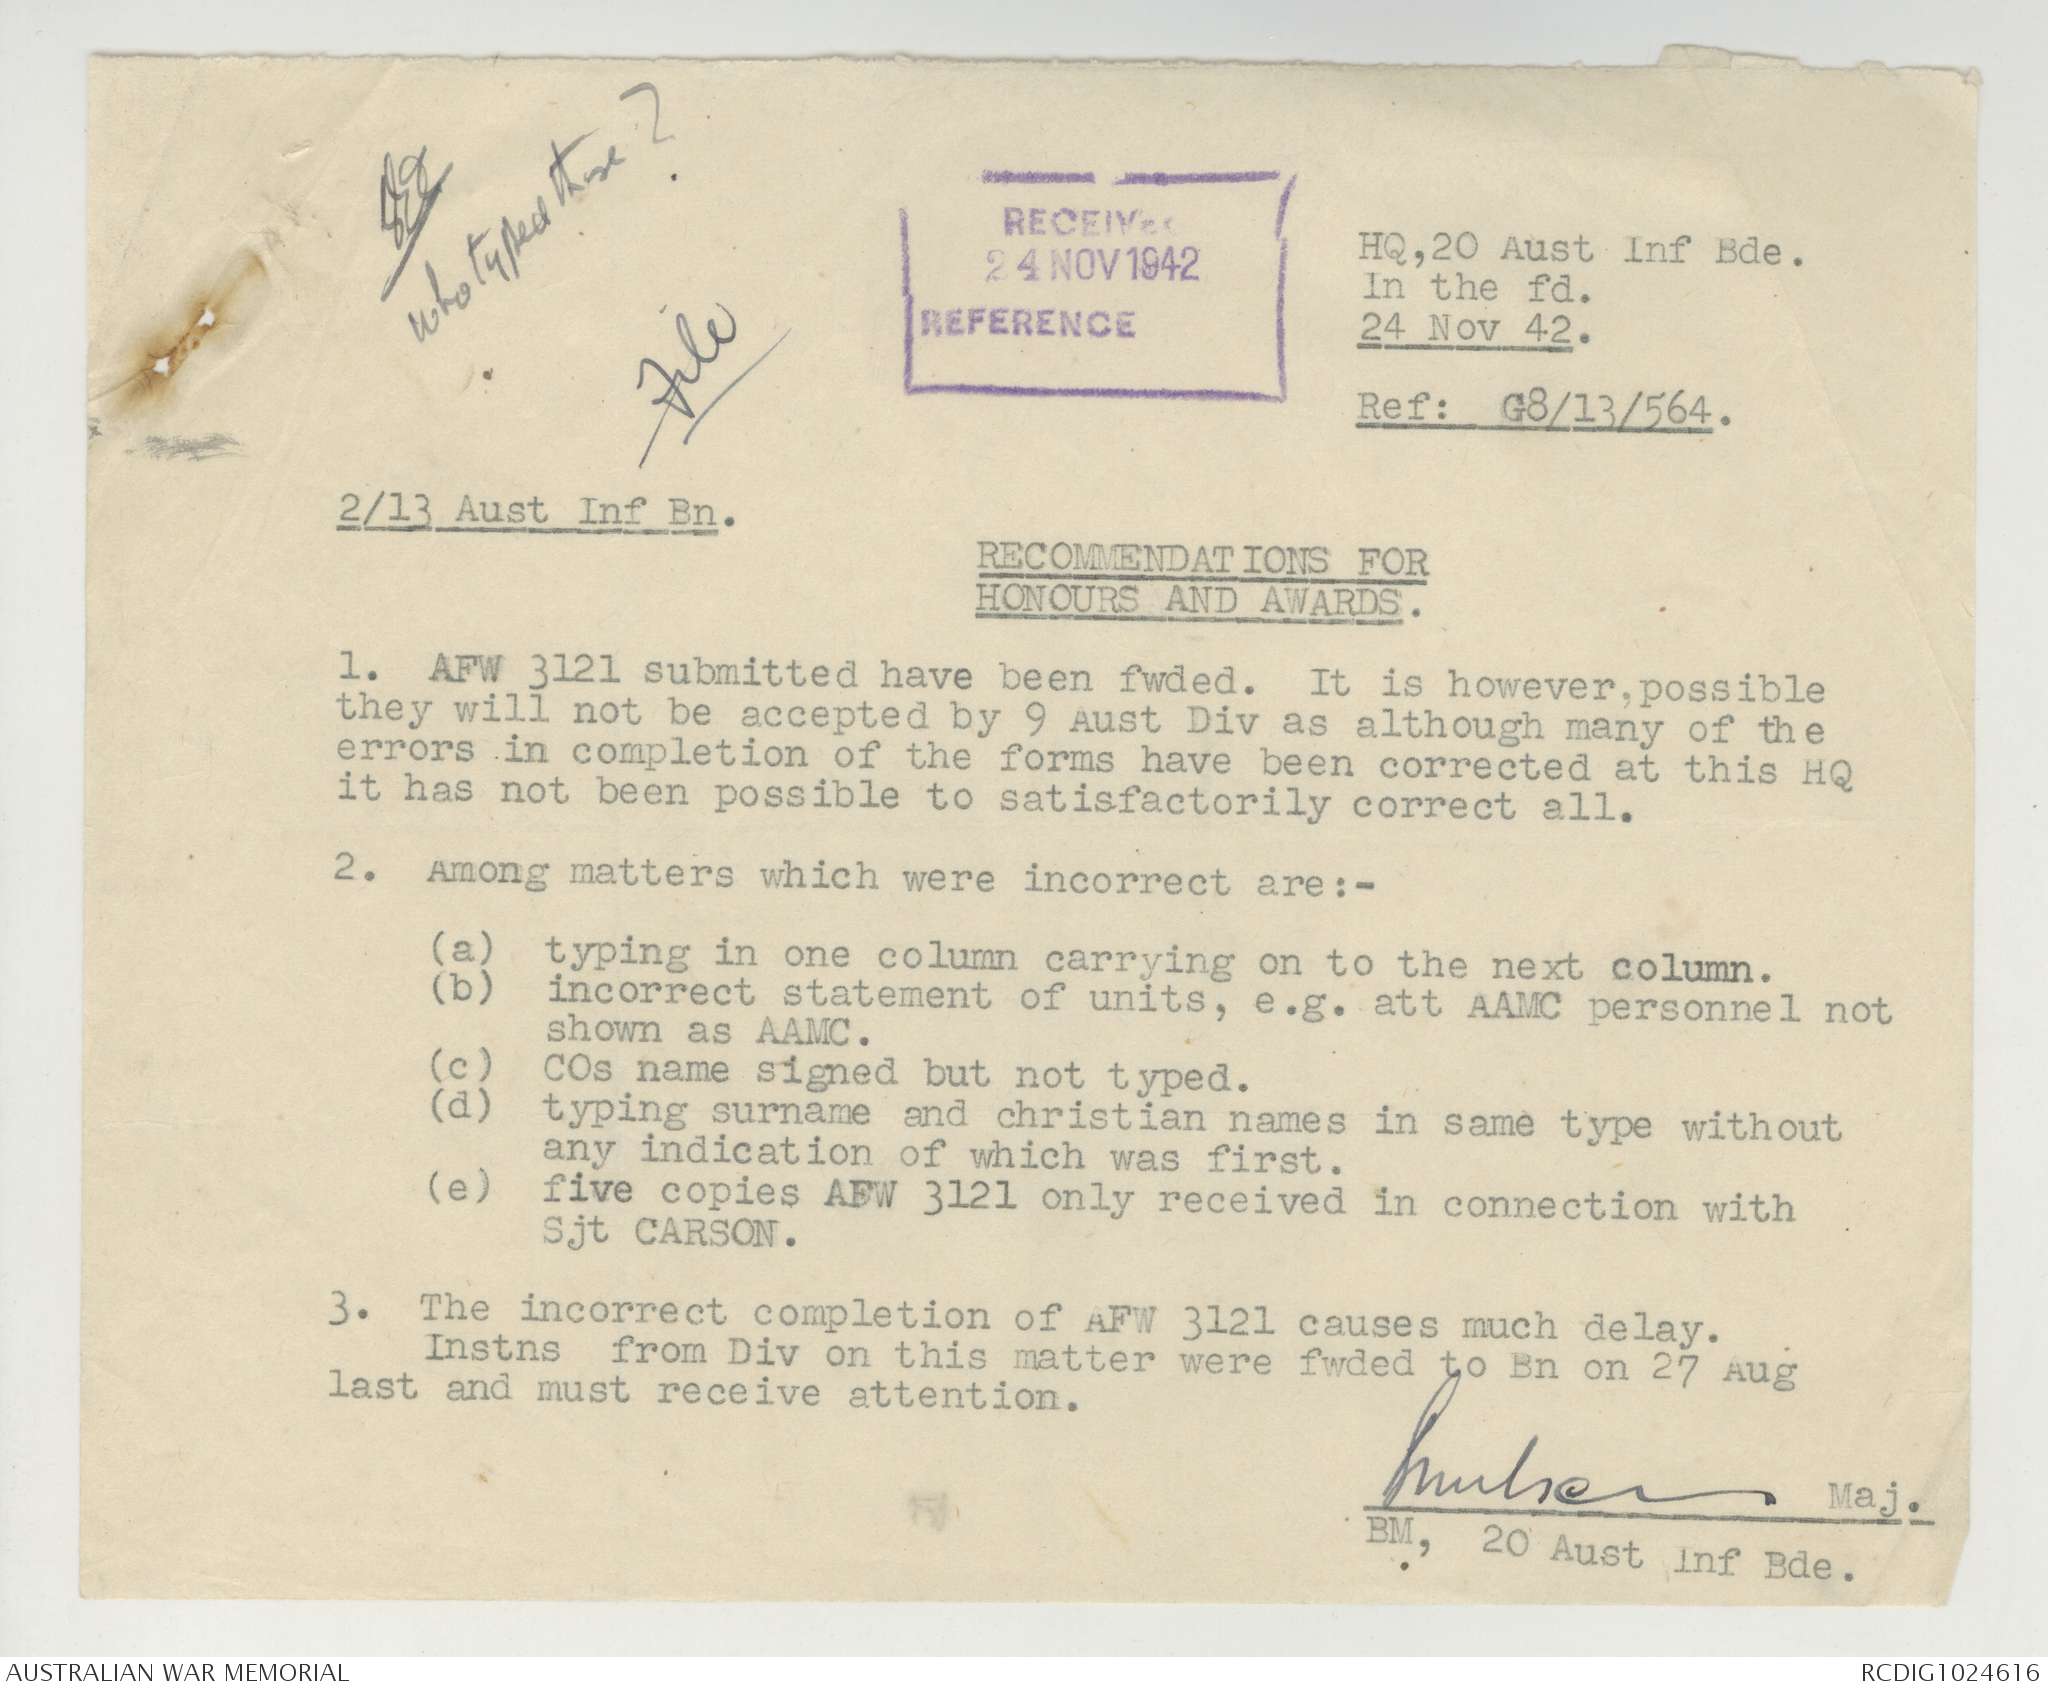 who typed these?
File
RECEIVED
24 NOV 1942
REFERENCE
HQ,20 Aust Inf Bde.
In the fd.
24 Nov 42.
Ref: G8/13/564.
2/13 Aust Inf Bn.
RECOMMENDATIONS FOR
HONOURS AND AWARDS.
1. AFW 3121 submitted have been fwded. It is however,possible
they will not be accepted by 9 Aust Div as although many of the
errors in completion of the forms have been corrected at this HQ
it has not been possible to satisfactorily correct all.
2. Among matters which were incorrect are:-
(a) typing in one column carrying on to the next column.
(b) incorrect statement of units, e.g. att AAMC personnel not
shown as AAMC.
(c) COs name signed but not typed.
(d) typing surname and christian names in same type without
any indication of which was first.
(e) five copies AFW 3121 only received in connection with
Sjt CARSON.
3. The incorrect completion of AFW 3121 causes much delay.
Instns from Div on this matter were fwded to Bn on 27 Aug
last and must receive attention.
Maj.
BM, 20 Aust Inf Bde.
AUSTRALIAN WAR MEMORIAL
RCDIG1024616